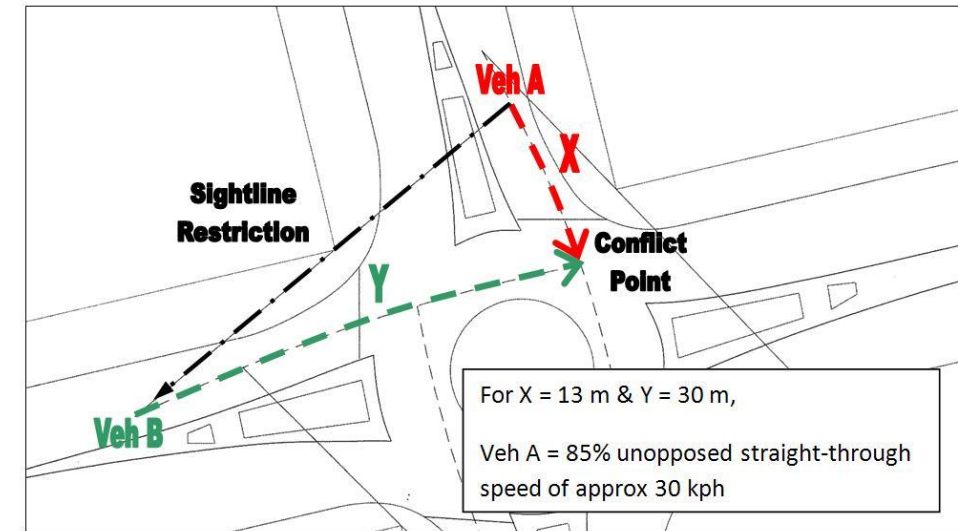 Veh A
X
Sightline
Restriction
Conflict
Point
Y
Veh B
For X = 13 m & Y = 30 m,
Veh A = 85% unopposed straight-through
speed of approx 30 kph